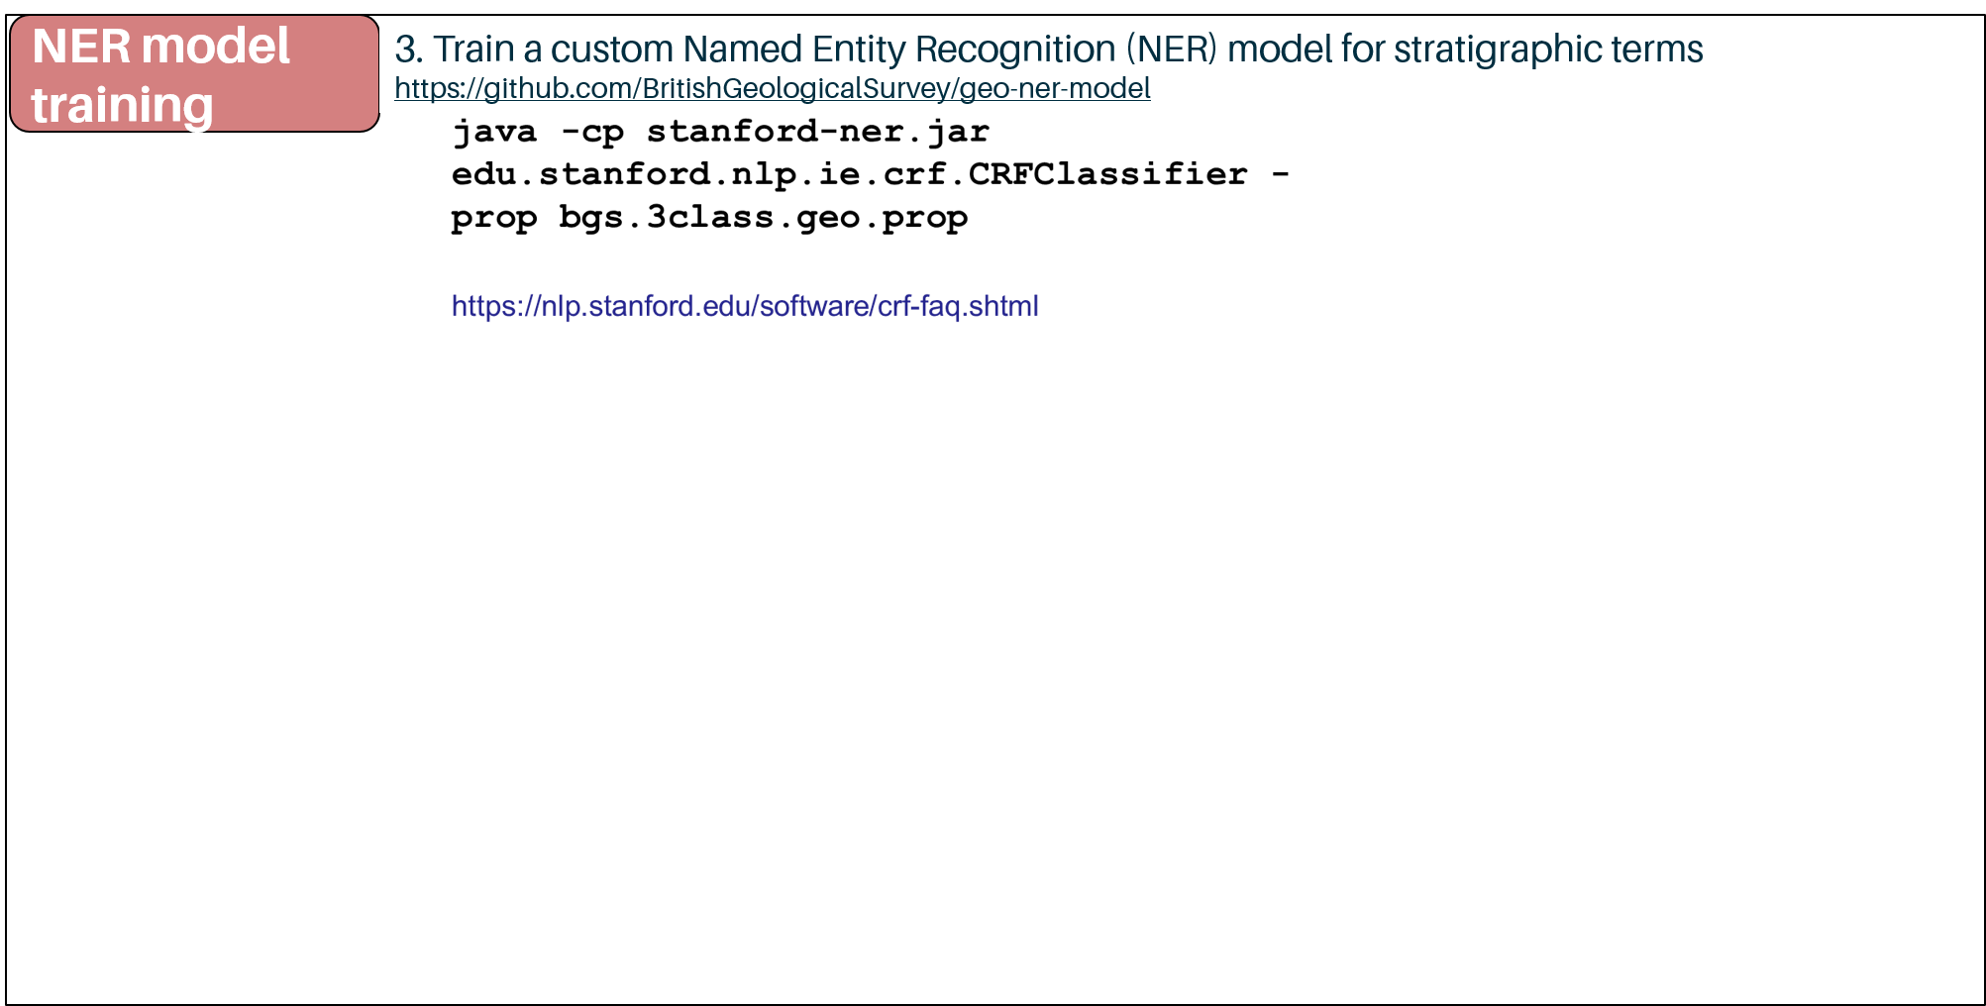 NER model
training
3. Train a custom Named Entity Recognition (NER) model for stratigraphic terms
https://github.com/BritishGeologicalSurvey/geo-ner-model
java -cp stanford-ner.jar
edu.stanford.nlp.ie.crf.CRFClassifier -
prop bgs.3class.geo.prop
https://nlp.stanford.edu/software/crf-faq.shtml